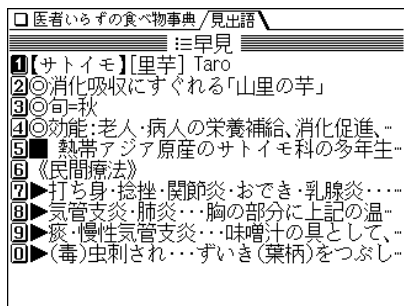 □医者いらずの食べ物事典/見出語
早見
1【サトイモ】[里芋] Taro
2◎消化吸収にすぐれる「山里の芋」
3◎旬=秋
4◎効能:老人・病人の栄養補給、消化促進、…
5■ 熱帯アジア原産のサトイモ科の多年生…
6《民間療法》
7▶打ち身・捻挫・関節炎・おでき・乳腺炎・・・…
8▶気管支炎・肺炎・・・胸の部分に上記の温…
9▶痰・慢性気管支炎・・・味噌汁の具として、…
0▶(毒)虫刺され・・・ずいき(葉柄)をつぶし…